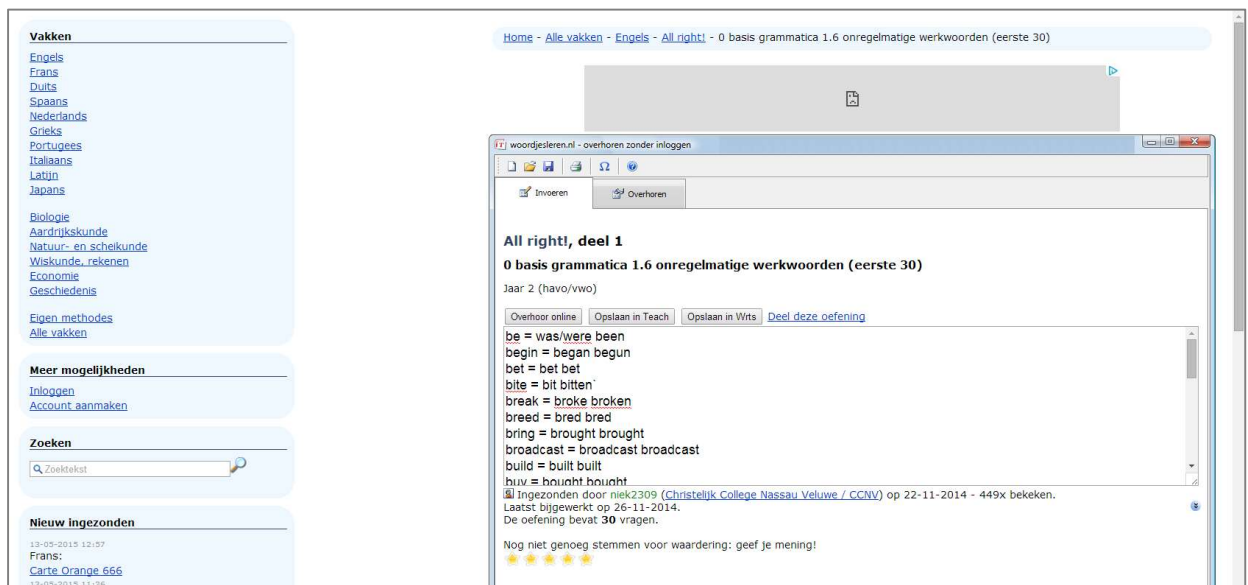 Vakken
Engels
Frans
Duits
Spaans
Nederlands
Grieks
Portugees
Italiaans
Latijn
Japans
Biologie
Aardrijkskunde
Natuur- en scheikunde
Wiskunde, rekenen
Economie
Geschiedenis
Eigen methodes
Alle vakken
Meer mogelijkheden
Inloggen
Account aanmaken
Zoeken
Zoektekst
Nieuw ingezonden
13-05-2015 12:57
Frans:
Carte Orange 666
13-05-2015 11:26
Home - Alle vakken - Engels - All right! - 0 basis grammatica 1.6 onregelmatige werkwoorden (eerste 30)
woordjesleren.nl - overhoren zonder inloggen
Invoeren Overhoren
All right!, deel 1
0 basis grammatica 1.6 onregelmatige werkwoorden (eerste 30)
Jaar 2 (havo/vwo)
Overhoor online Opslaan in Teach Opslaan in Wrts Deel deze oefening
be = was/were been
begin = began begun
bet = bet bet
bite = bit bitten`
break = broke broken
breed = bred bred
bring = brought brought
broadcast = broadcast broadcast
build = built built
buy = bought bought
Ingezonden door niek2309 (Christelijk College Nassau Veluwe / CCNV) op 22-11-2014 - 449x bekeken.
Laatst bijgewerkt op 26-11-2014.
De oefening bevat 30 vragen.
Nog niet genoeg stemmen voor waardering: geef je mening!